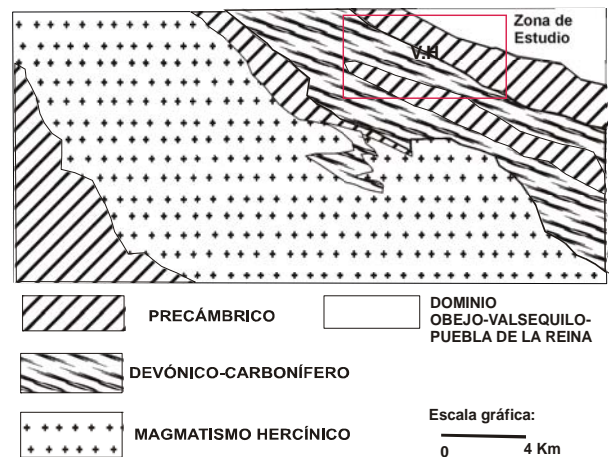 Zona de
Estudio
V.H
PRECÁMBRICO
DOMINIO
OBEJO-VALSEQUILO-
PUEBLA DE LA REINA
DEVÓNICO-CARBONÍFERO
MAGMATISMO HERCÍNICO
Escala gráfica:
0 4 Km